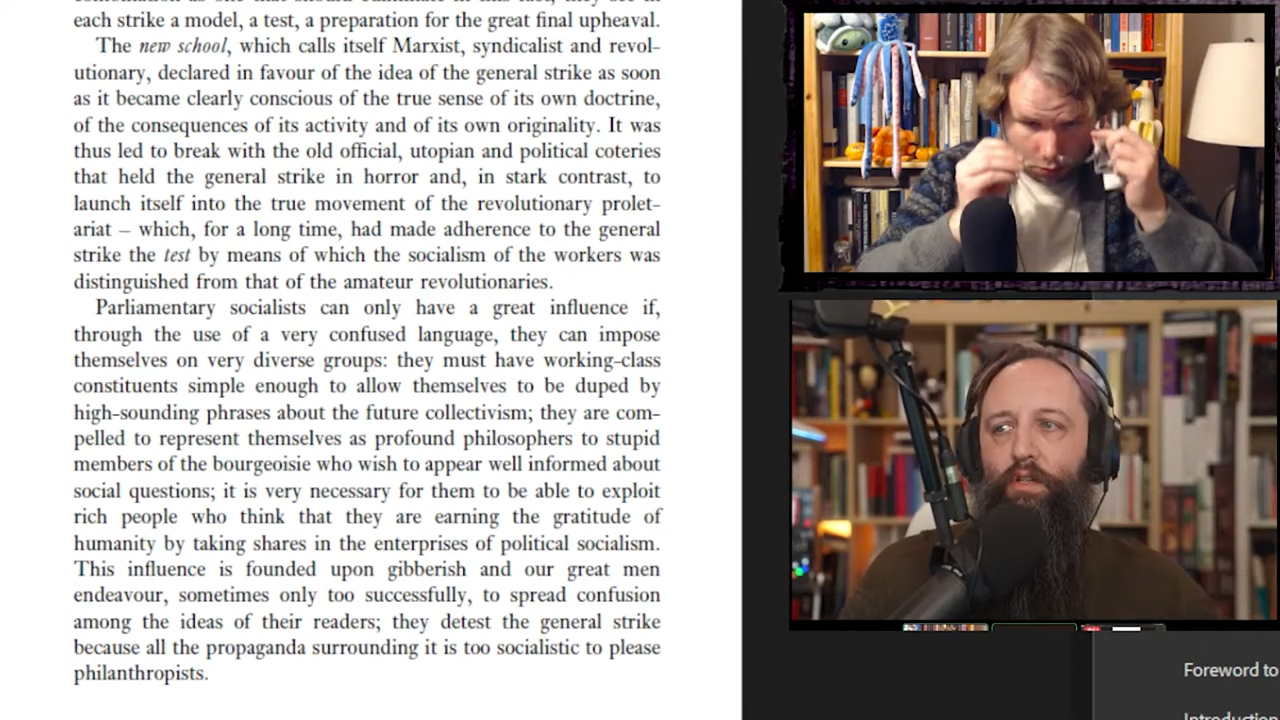 each strike a model, a test, a preparation for the great final upheaval.
The new school, which calls itself Marxist, syndicalist and revol-
utionary, declared in favour of the idea of the general strike as soon
as it became clearly conscious of the true sense of its own doctrine,
of the consequences of its activity and of its own originality. It was
thus led to break with the old official, utopian and political coteries
that held the general strike in horror and, in stark contrast, to
launch itself into the true movement of the revolutionary prolet-
ariat – which, for a long time, had made adherence to the general
strike the test by means of which the socialism of the workers was
distinguished from that of the amateur revolutionaries.
Parliamentary socialists can only have a great influence if,
through the use of a very confused language, they can impose
themselves on very diverse groups: they must have working-class
constituents simple enough to allow themselves to be duped by
high-sounding phrases about the future collectivism; they are com-
pelled to represent themselves as profound philosophers to stupid
members of the bourgeoisie who wish to appear well informed about
social questions; it is very necessary for them to be able to exploit
rich people who think that they are earning the gratitude of
humanity by taking shares in the enterprises of political socialism.
This influence is founded upon gibberish and our great men
endeavour, sometimes only too successfully, to spread confusion
among the ideas of their readers; they detest the general strike
because all the propaganda surrounding it is too socialistic to please
philanthropists.
Foreword to
Introduction